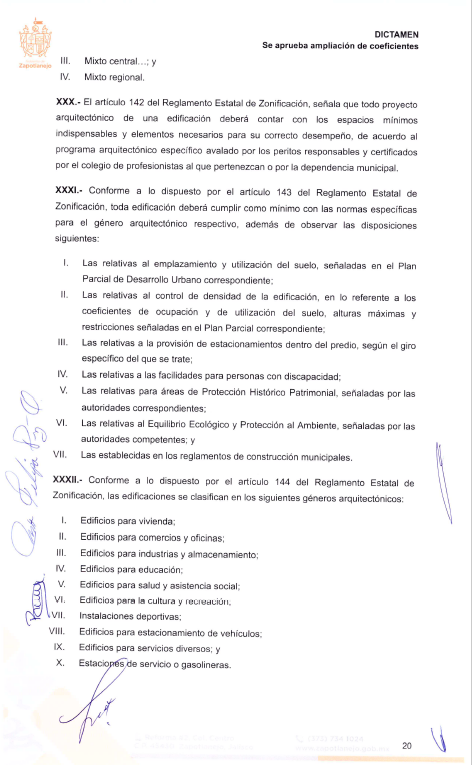 Zapotlanejo
DICTAMEN
Se aprueba ampliación de coeficientes
III. Mixto central...; y
IV. Mixto regional.
XXX.- El artículo 142 del Reglamento Estatal de Zonificación, señala que todo proyecto
arquitectónico de una edificación deberá contar con los espacios mínimos
indispensables y elementos necesarios para su correcto desempeño, de acuerdo al
programa arquitectónico específico avalado por los peritos responsables y certificados
por el colegio de profesionistas al que pertenezcan o por la dependencia municipal.
XXXI.- Conforme a lo dispuesto por el artículo 143 del Reglamento Estatal de
Zonificación, toda edificación deberá cumplir como mínimo con las normas específicas
para el género arquitectónico respectivo, además de observar las disposiciones
siguientes:
I. Las relativas al emplazamiento y utilización del suelo, señaladas en el Plan
Parcial de Desarrollo Urbano correspondiente;
II. Las relativas al control de densidad de la edificación, en lo referente a los
coeficientes de ocupación y de utilización del suelo, alturas máximas y
restricciones señaladas en el Plan Parcial correspondiente;
III. Las relativas a la provisión de estacionamientos dentro del predio, según el giro
específico del que se trate;
IV. Las relativas a las facilidades para personas con discapacidad;
V. Las relativas para áreas de Protección Histórico Patrimonial, señaladas por las
autoridades correspondientes;
VI. Las relativas al Equilibrio Ecológico y Protección al Ambiente, señaladas por las
autoridades competentes; y
VII. Las establecidas en los reglamentos de construcción municipales.
XXXII.- Conforme a lo dispuesto por el artículo 144 del Reglamento Estatal de
Zonificación, las edificaciones se clasifican en los siguientes géneros arquitectónicos:
I. Edificios para vivienda;
II. Edificios para comercios y oficinas;
III. Edificios para industrias y almacenamiento;
IV. Edificios para educación;
V. Edificios para salud y asistencia social;
VI. Edificios para la cultura y recreación;
VII. Instalaciones deportivas;
VIII. Edificios para estacionamiento de vehículos;
IX. Edificios para servicios diversos; y
X. Estaciones de servicio o gasolineras.
20